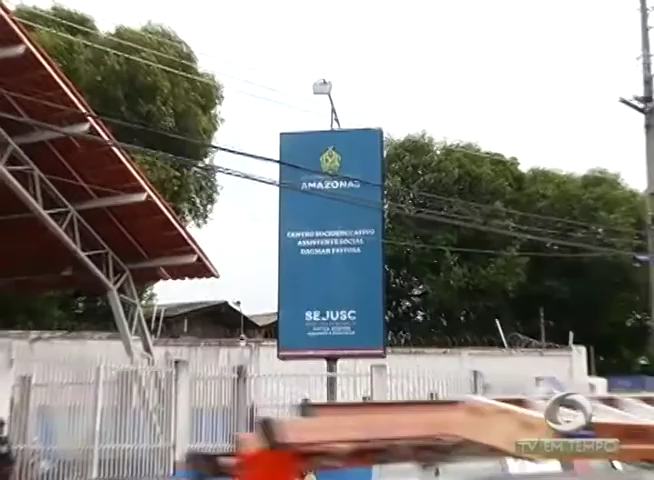 AMAZONAS
CENTRO SOCIOEDUCATIVO
ASSISTENTE SOCIAL
DAGMAR FEITOSA
SEJUSC
TV EM TEMPO